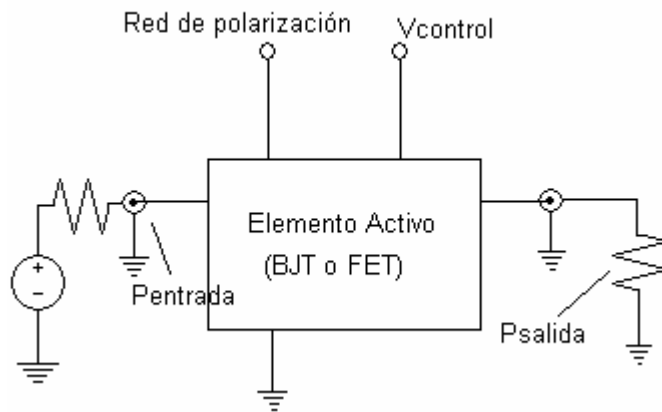 Red de polarización
Vcontrol
Elemento Activo
(BJT o FET)
Pentrada
Psalida